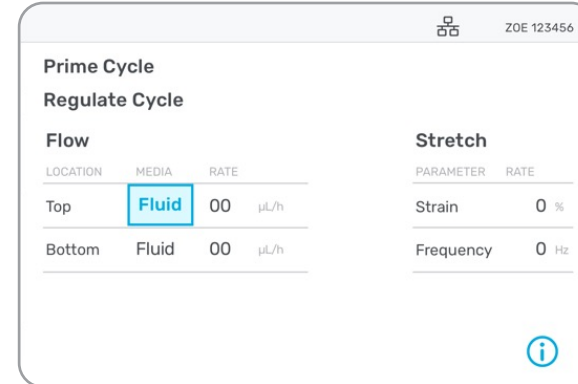 ZOE 123456
Prime Cycle
Regulate Cycle
Flow
LOCATION MEDIA RATE
Top Fluid 00 µL/h
Bottom Fluid 00 µL/h
Stretch
PARAMETER RATE
Strain 0 %
Frequency 0 Hz